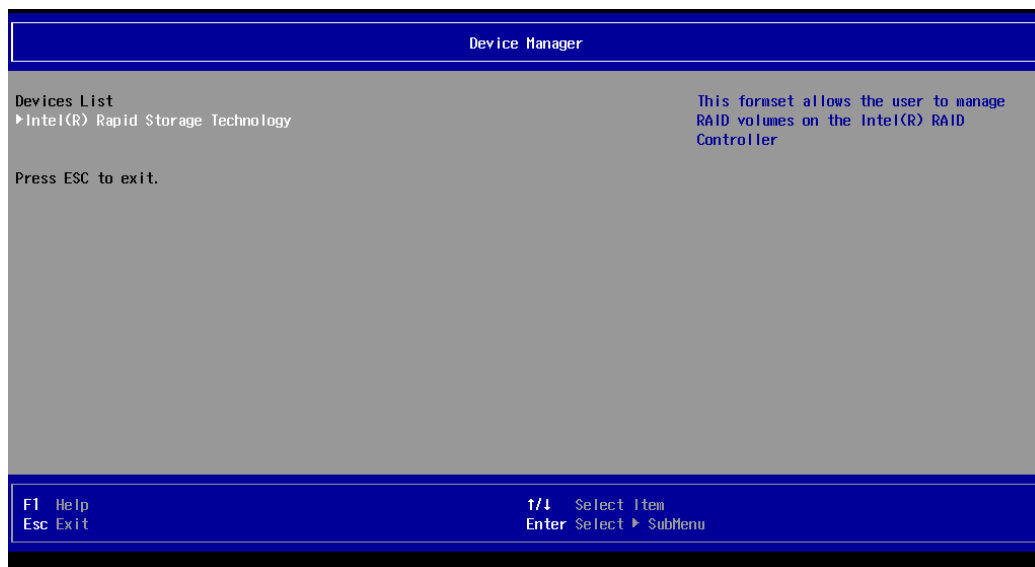 Device Manager
Devices List
▶Intel(R) Rapid Storage Technology
Press ESC to exit.
This formset allows the user to manage
RAID volumes on the Intel(R) RAID
Controller
F1 Help
Esc Exit
↑/↓ Select Item
Enter Select ▶ SubMenu